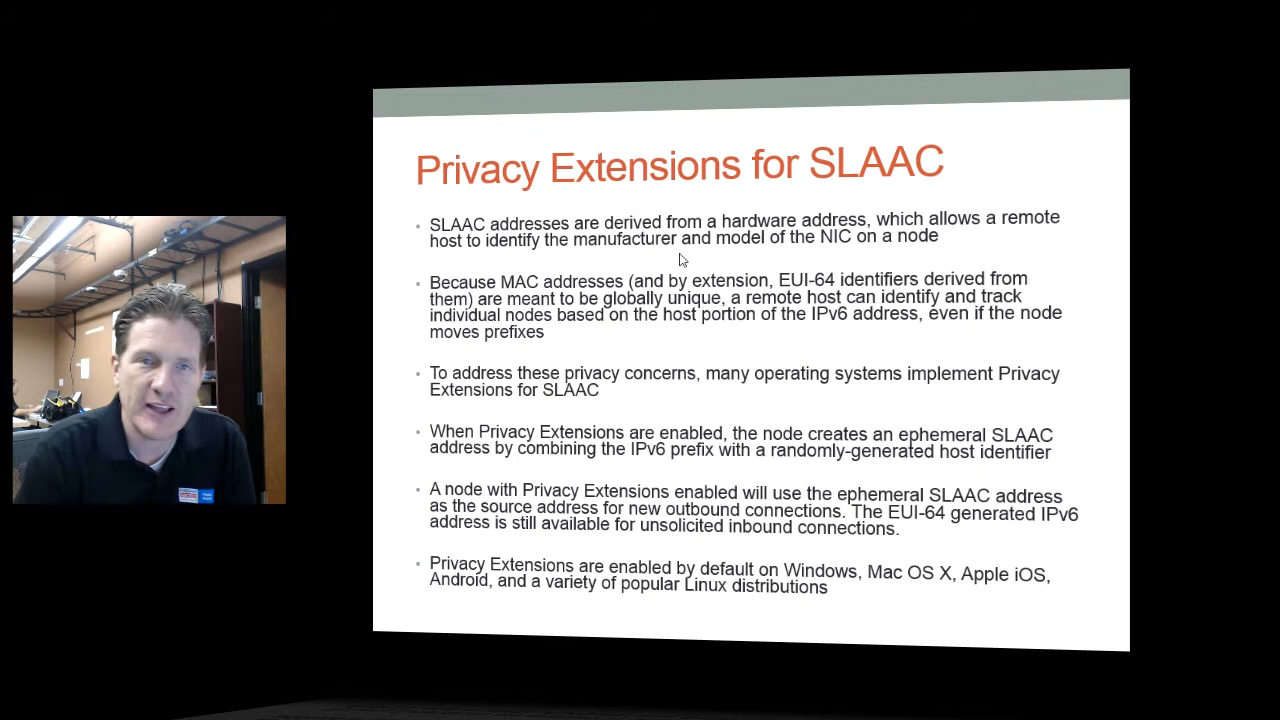 Privacy Extensions for SLAAC
• SLAAC addresses are derived from a hardware address, which allows a remote
host to identify the manufacturer and model of the NIC on a node
• Because MAC addresses (and by extension, EUI-64 identifiers derived from
them) are meant to be globally unique, a remote host can identify and track
individual nodes based on the host portion of the IPv6 address, even if the node
moves prefixes
• To address these privacy concerns, many operating systems implement Privacy
Extensions for SLAAC
• When Privacy Extensions are enabled, the node creates an ephemeral SLAAC
address by combining the IPv6 prefix with a randomly-generated host identifier
• A node with Privacy Extensions enabled will use the ephemeral SLAAC address
as the source address for new outbound connections. The EUI-64 generated IPv6
address is still available for unsolicited inbound connections.
• Privacy Extensions are enabled by default on Windows, Mac OS X, Apple iOS,
Android, and a variety of popular Linux distributions